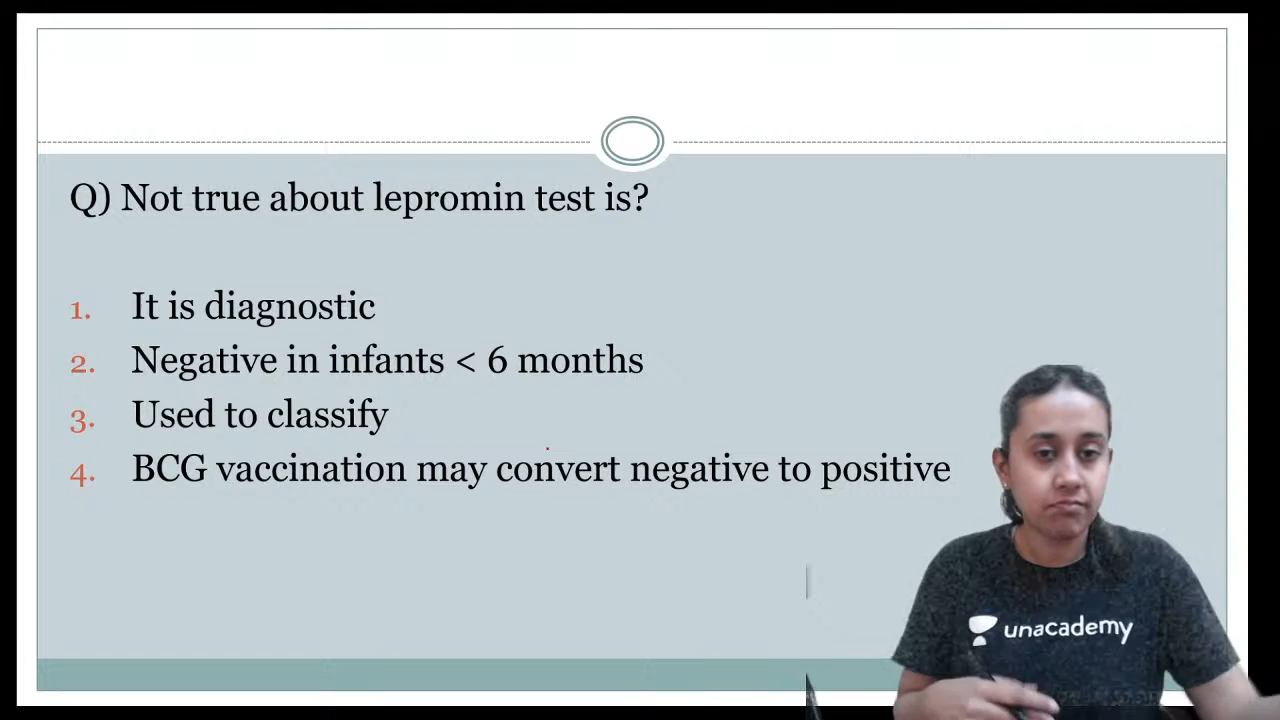 Q) Not true about lepromin test is?
1. It is diagnostic
2. Negative in infants < 6 months
3. Used to classify
4. BCG vaccination may convert negative to positive
unacademy